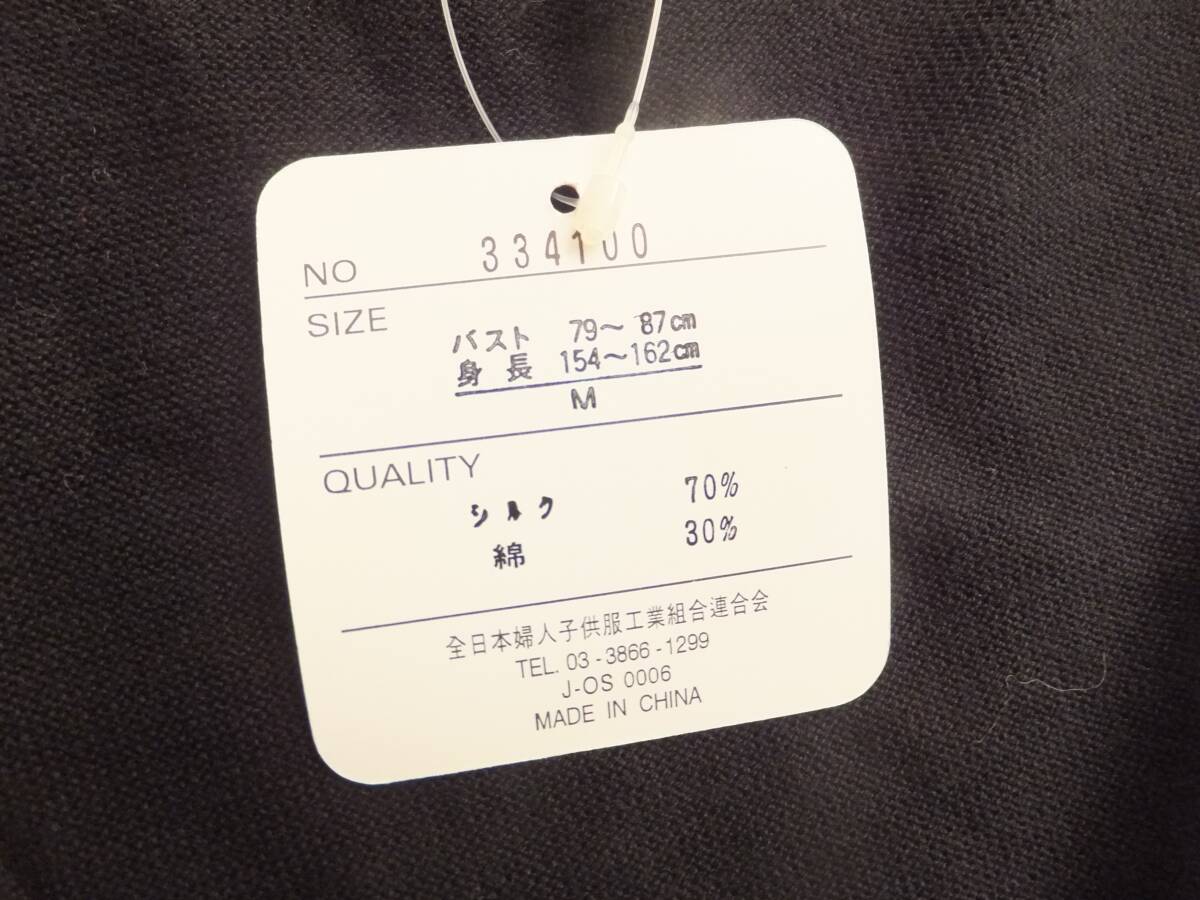 NO 334100
SIZE
バスト 79～87cm
身長 154～162cm
M
QUALITY
シルク 70%
綿 30%
全日本婦人子供服工業組合連合会
TEL. 03-3866-1299
J-OS 0006
MADE IN CHINA